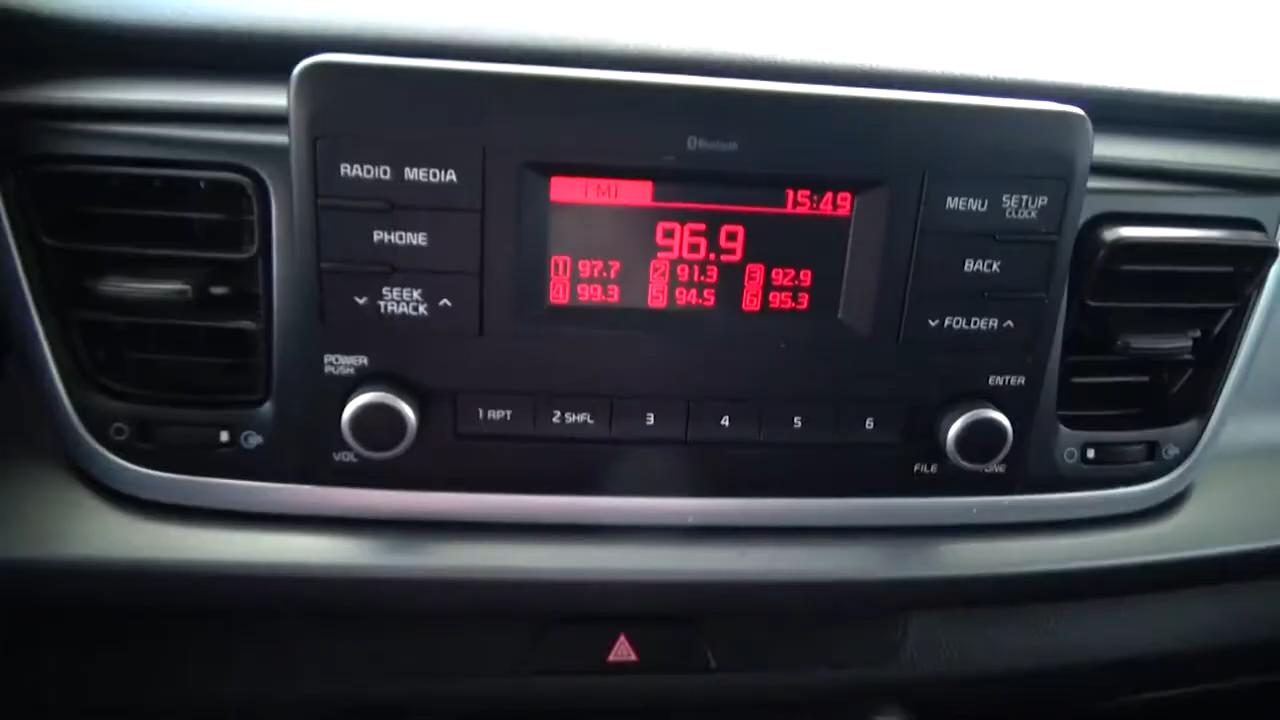 Bluetooth
RADIO MEDIA
PHONE
SEEK
TRACK
POWER
PUSH
VOL
FM1
15:49
96.9
1 97.7 2 91.3 3 92.9
4 99.3 5 94.5 6 95.3
MENU SETUP
CLOCK
BACK
FOLDER
ENTER
FILE TUNE
1 RPT 2 SHFL 3 4 5 6